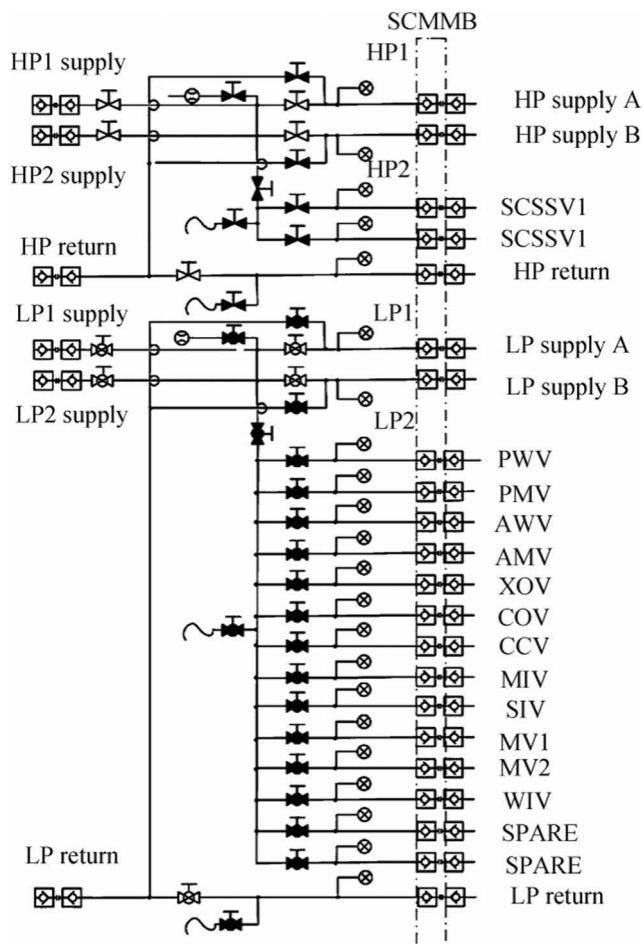 SCMMB
HP1
HP1 supply
HP supply A
HP supply B
HP2 supply
HP2
SCSSV1
SCSSV1
HP return
HP return
LP1 supply
LP1
LP supply A
LP supply B
LP2 supply
LP2
PWV
PMV
AWV
AMV
XOV
COV
CCV
MIV
SIV
MV1
MV2
WIV
SPARE
LP return
SPARE
LP return